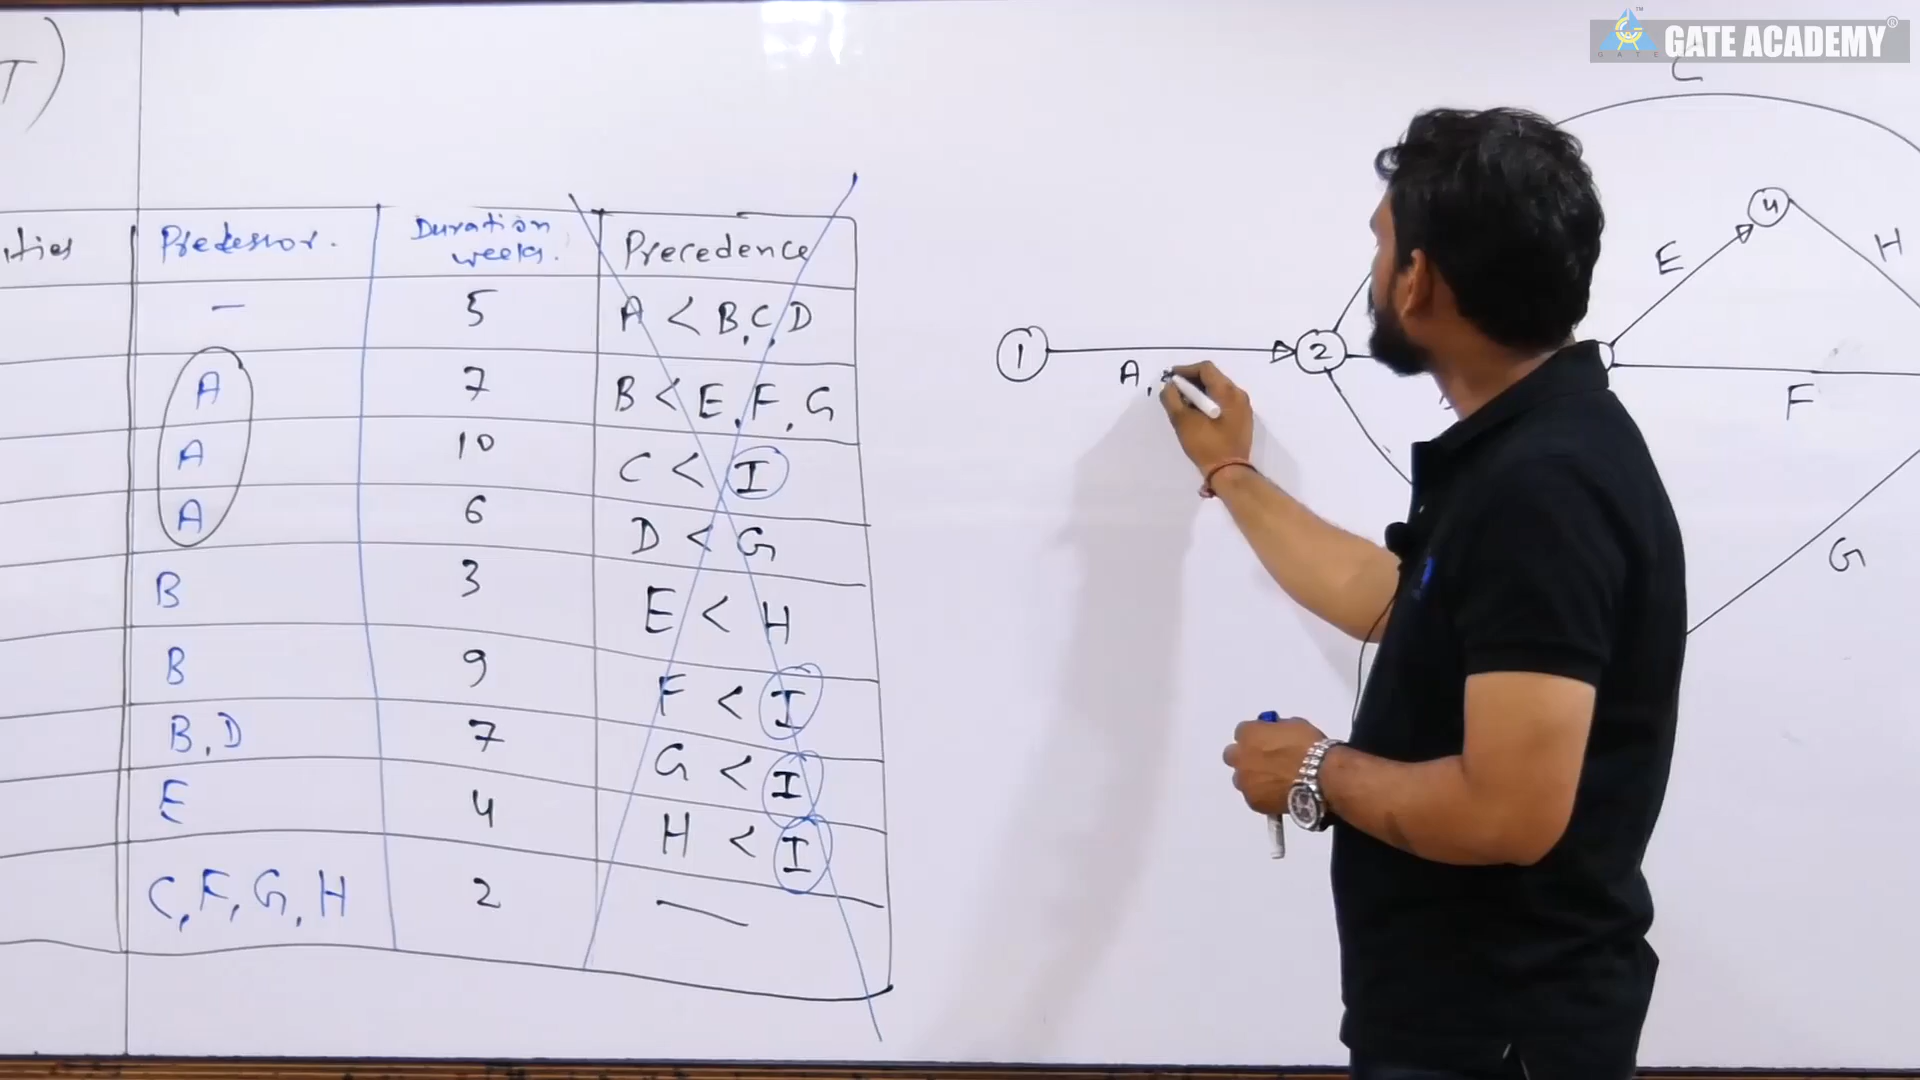 GATE ACADEMY
GATE
T)
ities Predessor. Duration weeks. Precedence
— 5 A < B, C, D
A 7 B < E, F, G
A 10 C < I
A 6 D < G
B 3 E < H
B 9 F < I
B, D 7 G < I
E 4 H < I
C, F, G, H 2 —
C
4
E H
1 2
A,
F
G